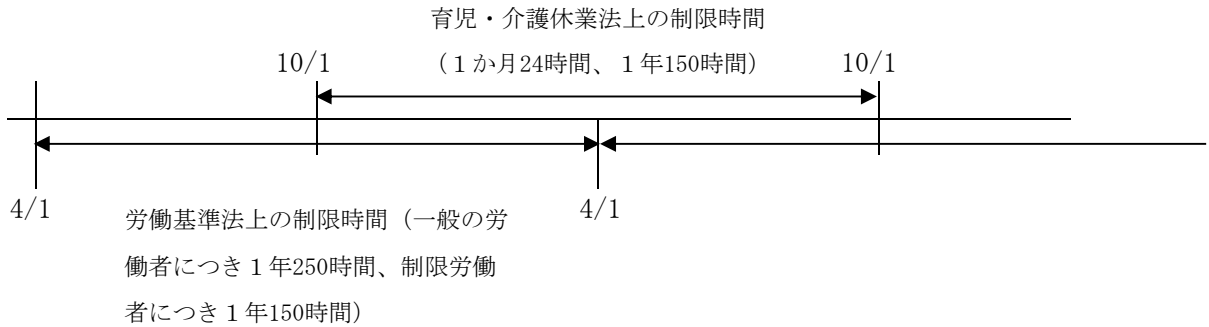 育児・介護休業法上の制限時間
10/1 （１か月24時間、１年150時間） 10/1
4/1 4/1
労働基準法上の制限時間（一般の労
働者につき１年250時間、制限労働
者につき１年150時間）